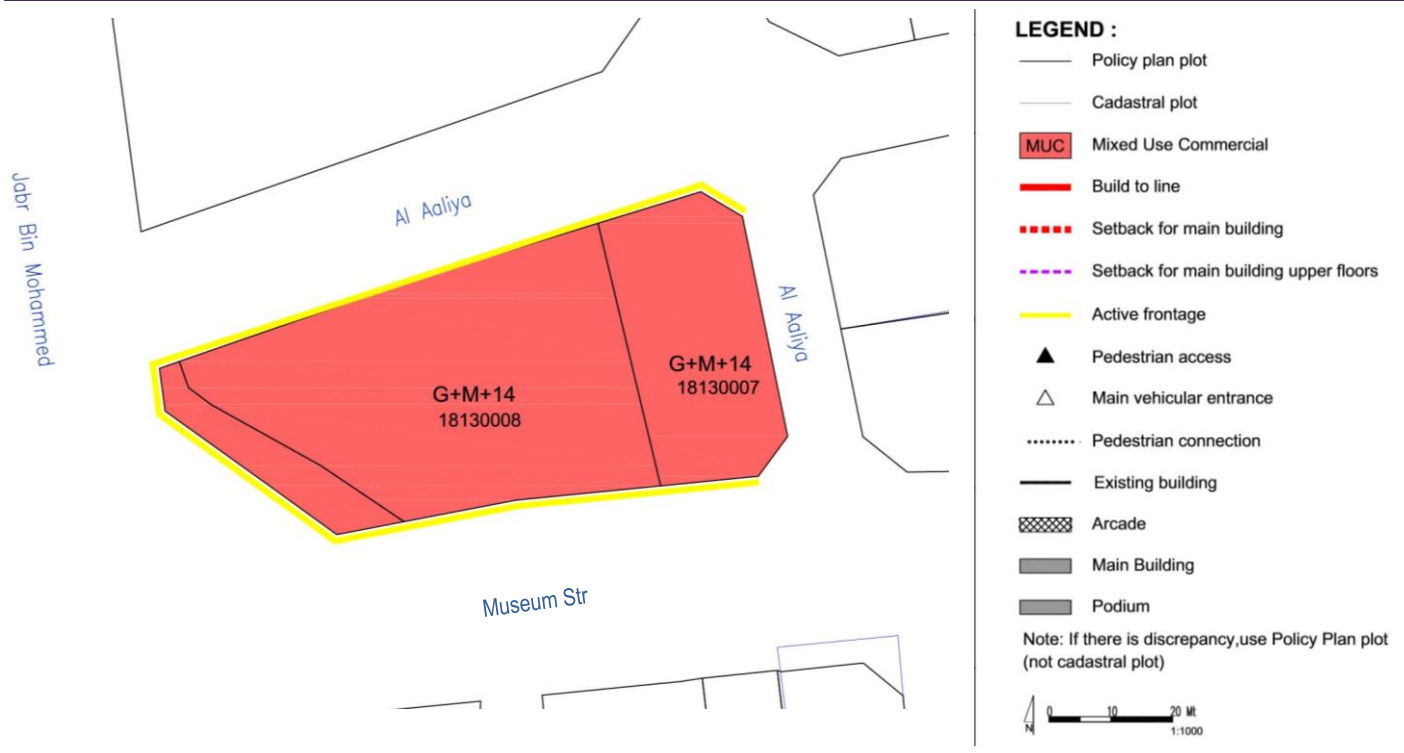 Jabr Bin Mohammed
Al Aaliya
Al Aaliya
G+M+14
18130008
G+M+14
18130007
Museum Str
LEGEND :
Policy plan plot
Cadastral plot
MUC Mixed Use Commercial
Build to line
Setback for main building
Setback for main building upper floors
Active frontage
Pedestrian access
Main vehicular entrance
Pedestrian connection
Existing building
Arcade
Main Building
Podium
Note: If there is discrepancy,use Policy Plan plot
(not cadastral plot)
N
0 10 20 Mt
1:1000